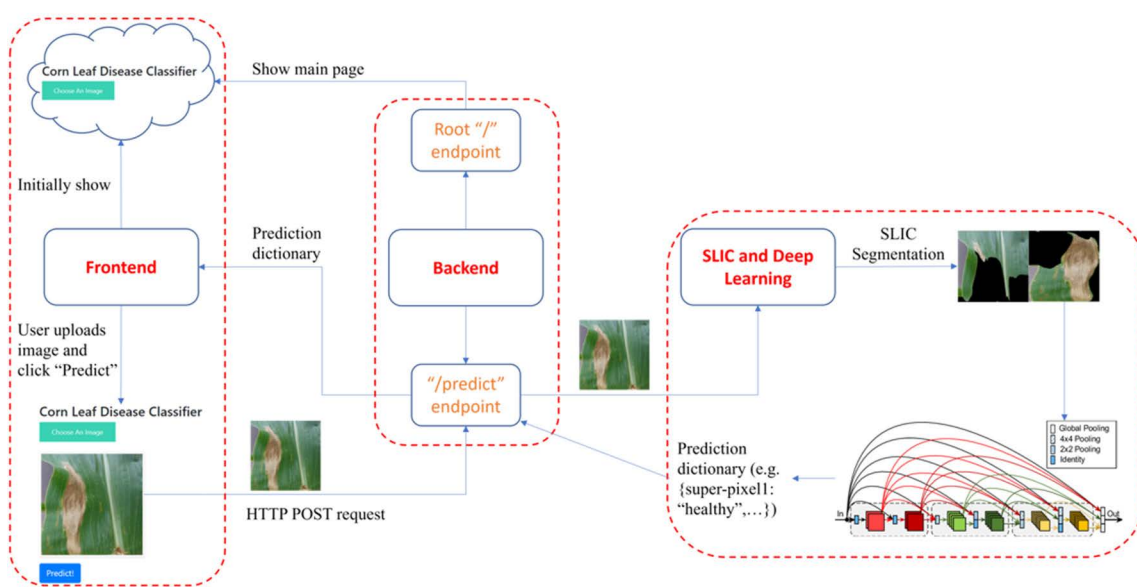 Corn Leaf Disease Classifier
Choose An Image
Show main page
Root “/”
endpoint
Initially show
Frontend
Prediction
dictionary
Backend
SLIC and Deep
Learning
SLIC
Segmentation
User uploads
image and
click “Predict”
“/predict”
endpoint
Corn Leaf Disease Classifier
Choose An Image
HTTP POST request
Predict!
Prediction
dictionary (e.g.
{super-pixel1:
“healthy”,…})
Global Pooling
4x4 Pooling
2x2 Pooling
Identity
In
Out